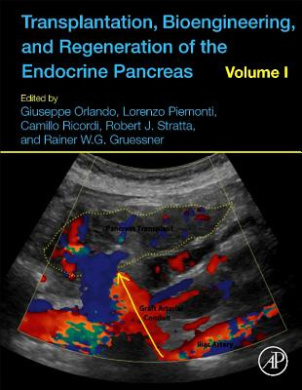 Transplantation, Bioengineering,
and Regeneration of the
Endocrine Pancreas Volume I
Edited by
Giuseppe Orlando, Lorenzo Piemonti,
Camillo Ricordi, Robert J. Stratta,
and Rainer W.G. Gruessner
Pancreas Transplant
Graft Arterial
Conduit
Iliac Artery
AP